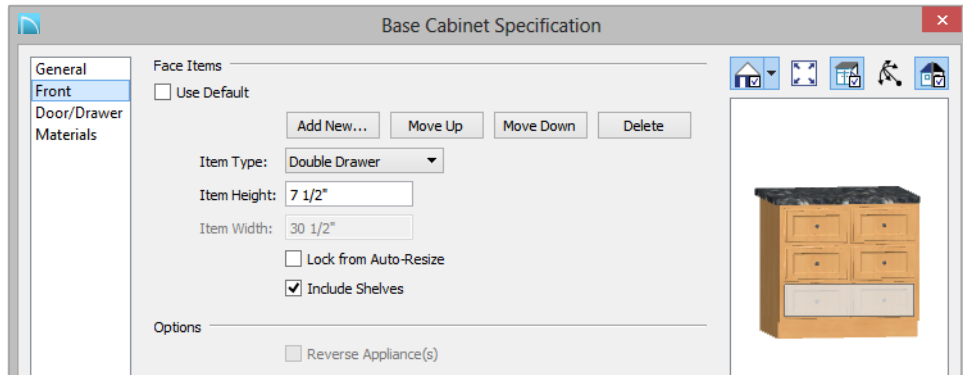 Base Cabinet Specification
General
Front
Door/Drawer
Materials
Face Items
Use Default
Add New... Move Up Move Down Delete
Item Type: Double Drawer
Item Height: 7 1/2"
Item Width: 30 1/2"
Lock from Auto-Resize
Include Shelves
Options
Reverse Appliance(s)